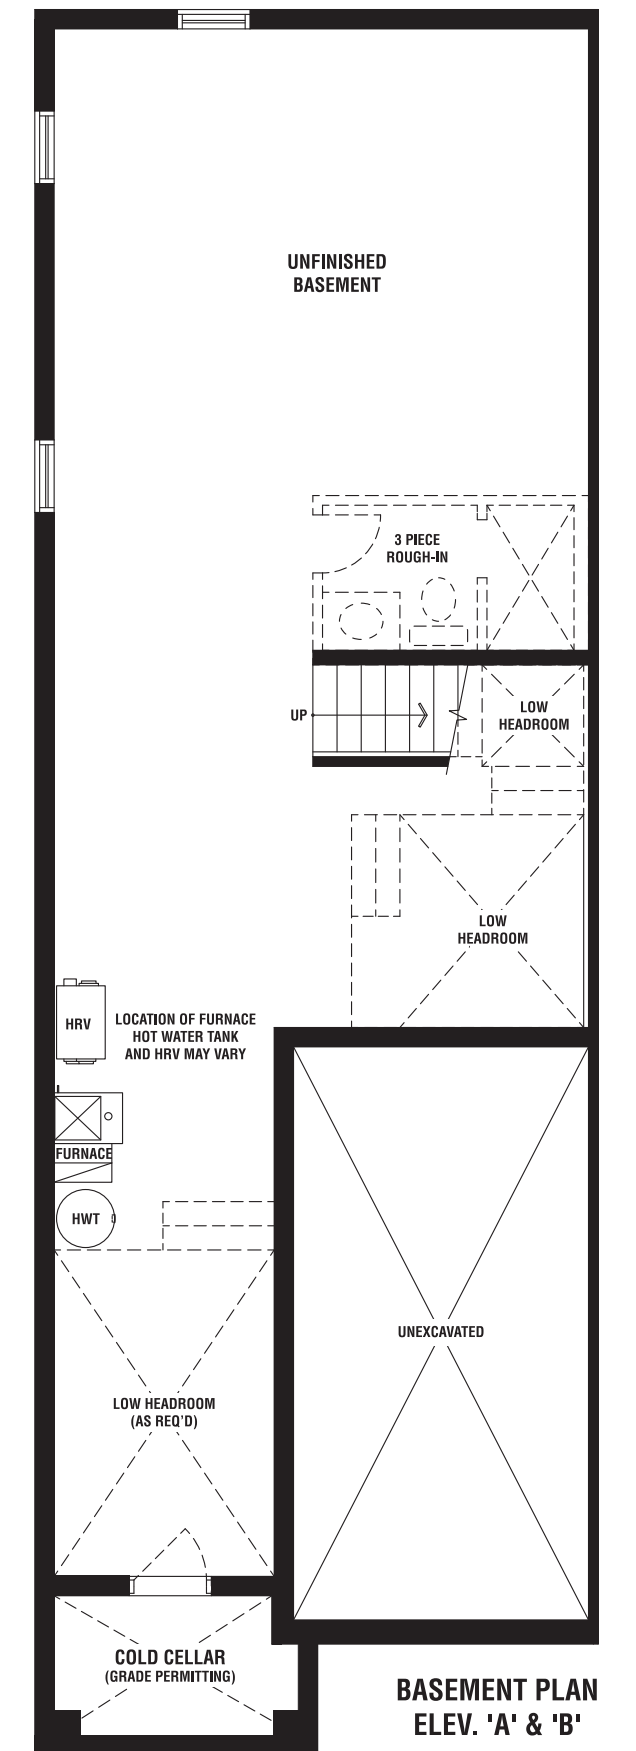 UNFINISHED
BASEMENT
3 PIECE
ROUGH-IN
UP
LOW
HEADROOM
LOW
HEADROOM
HRV
LOCATION OF FURNACE
HOT WATER TANK
AND HRV MAY VARY
FURNACE
HWT
UNEXCAVATED
LOW HEADROOM
(AS REQ'D)
COLD CELLAR
(GRADE PERMITTING)
BASEMENT PLAN
ELEV. 'A' & 'B'